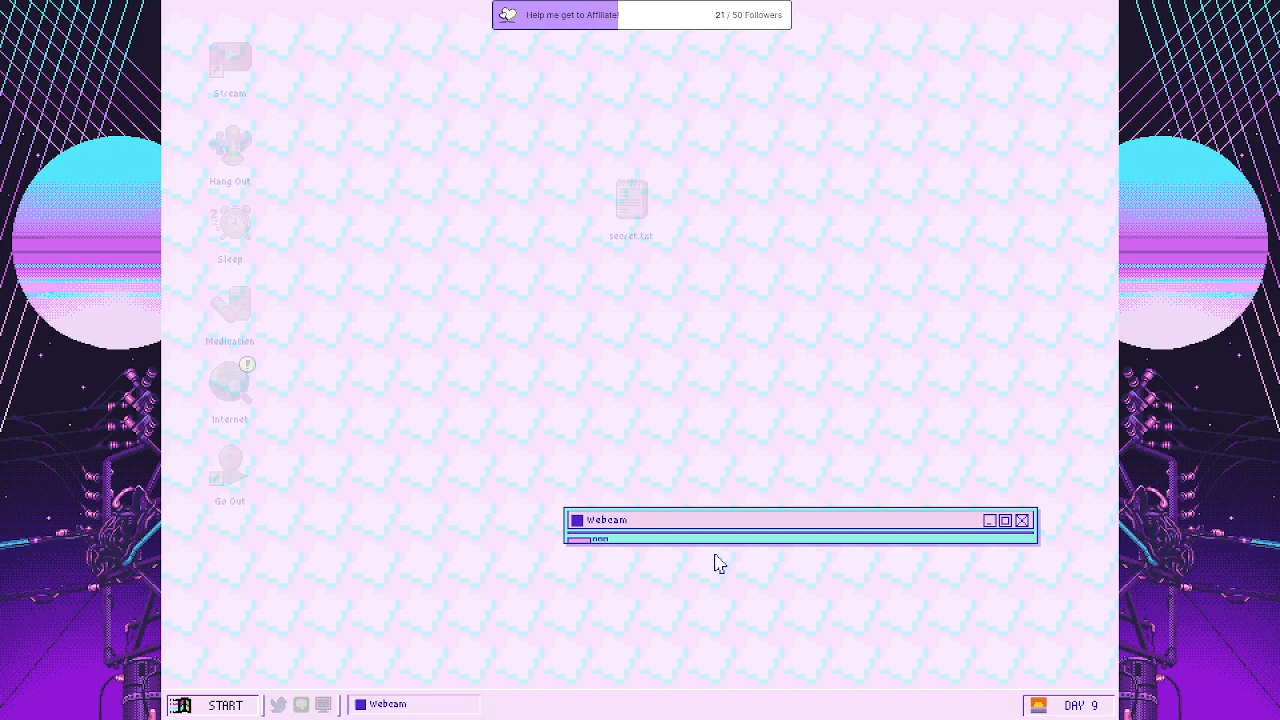 Help me get to Affiliate! 21 / 50 Followers
Stream
Hang Out
Sleep
Medication
Internet
Go Out
secret.txt
Webcam
START
Webcam
DAY 9